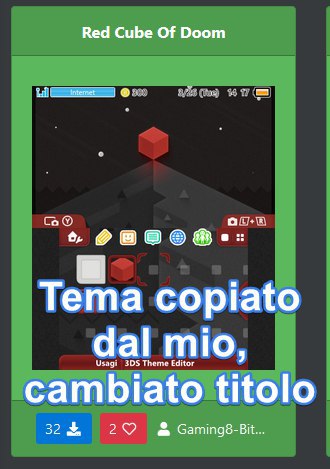 Red Cube Of Doom
Internet 300 3/26 (Tue) 14 17
Y L + R
Tema copiato
dal mio,
cambiato titolo
Usagi 3DS Theme Editor
32 2 Gaming8-Bit...